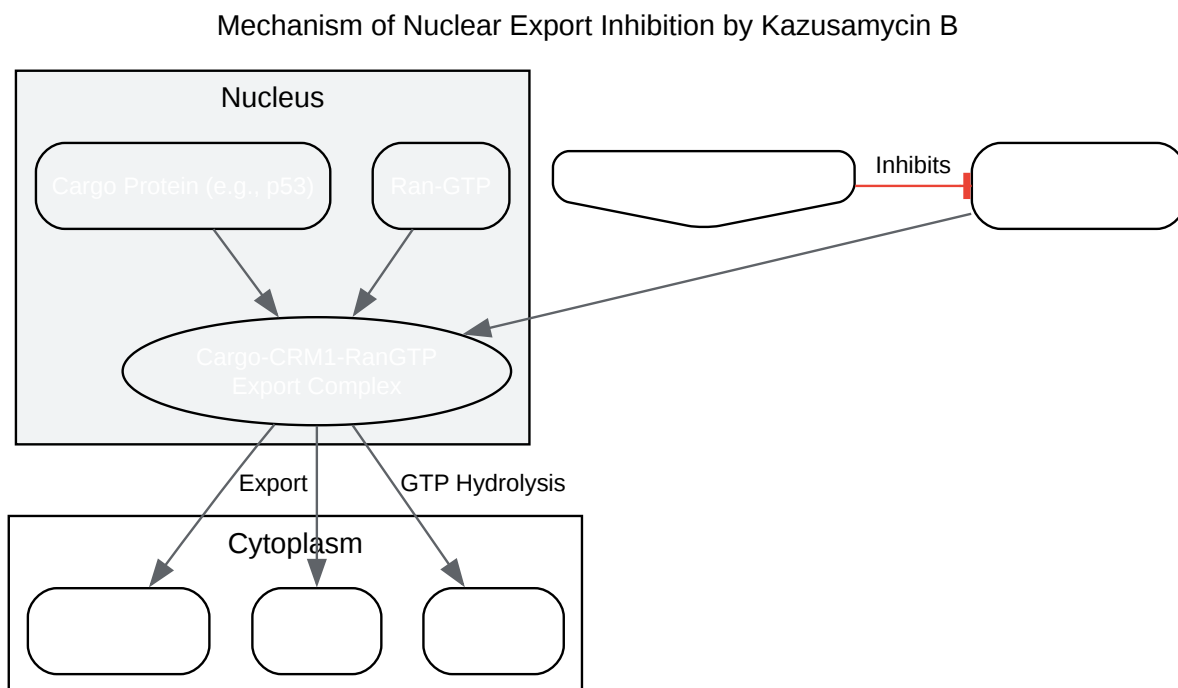 Mechanism of Nuclear Export Inhibition by Kazusamycin B
Nucleus
Cargo Protein (e.g., p53)
Ran-GTP
Inhibits
Cargo-CRM1-RanGTP
Export Complex
Export
GTP Hydrolysis
Cytoplasm